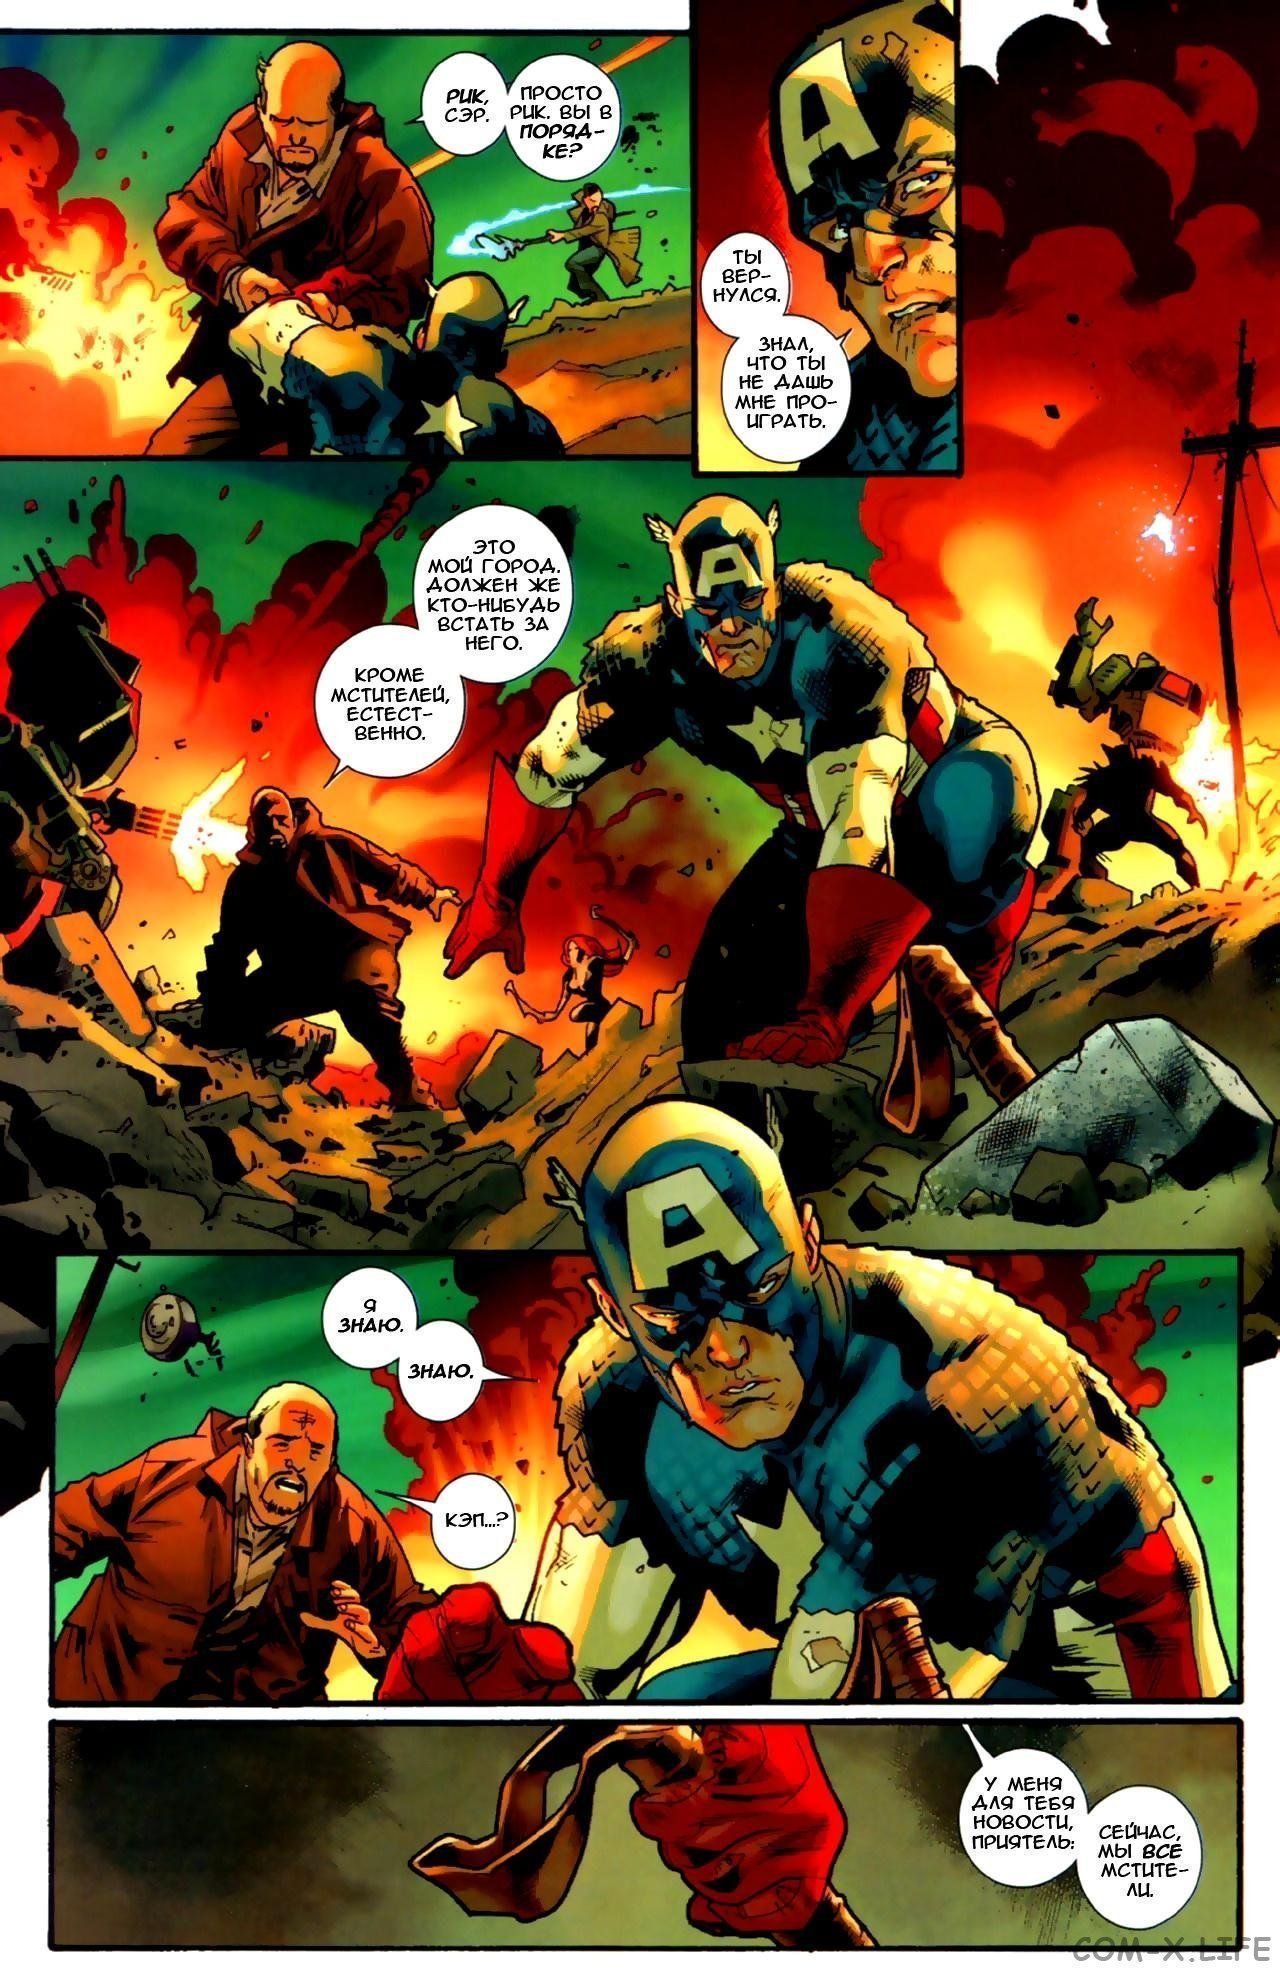 РИК,
СЭР.
ПРОСТО
РИК. ВЫ В
ПОРЯД-
КЕ?
ТЫ
ВЕР-
НУЛСЯ.
ЗНАЛ,
ЧТО ТЫ
НЕ ДАШЬ
МНЕ ПРО-
ИГРАТЬ.
ЭТО
МОЙ ГОРОД.
ДОЛЖЕН ЖЕ
КТО-НИБУДЬ
ВСТАТЬ ЗА
НЕГО.
КРОМЕ
МСТИТЕЛЕЙ,
ЕСТЕСТ-
ВЕННО.
Я
ЗНАЮ.
ЗНАЮ.
КЭП...?
У МЕНЯ
ДЛЯ ТЕБЯ
НОВОСТИ,
ПРИЯТЕЛЬ:
СЕЙЧАС,
МЫ ВСЕ
МСТИТЕ-
ЛИ.
A
A
A
COM-X.LIFE